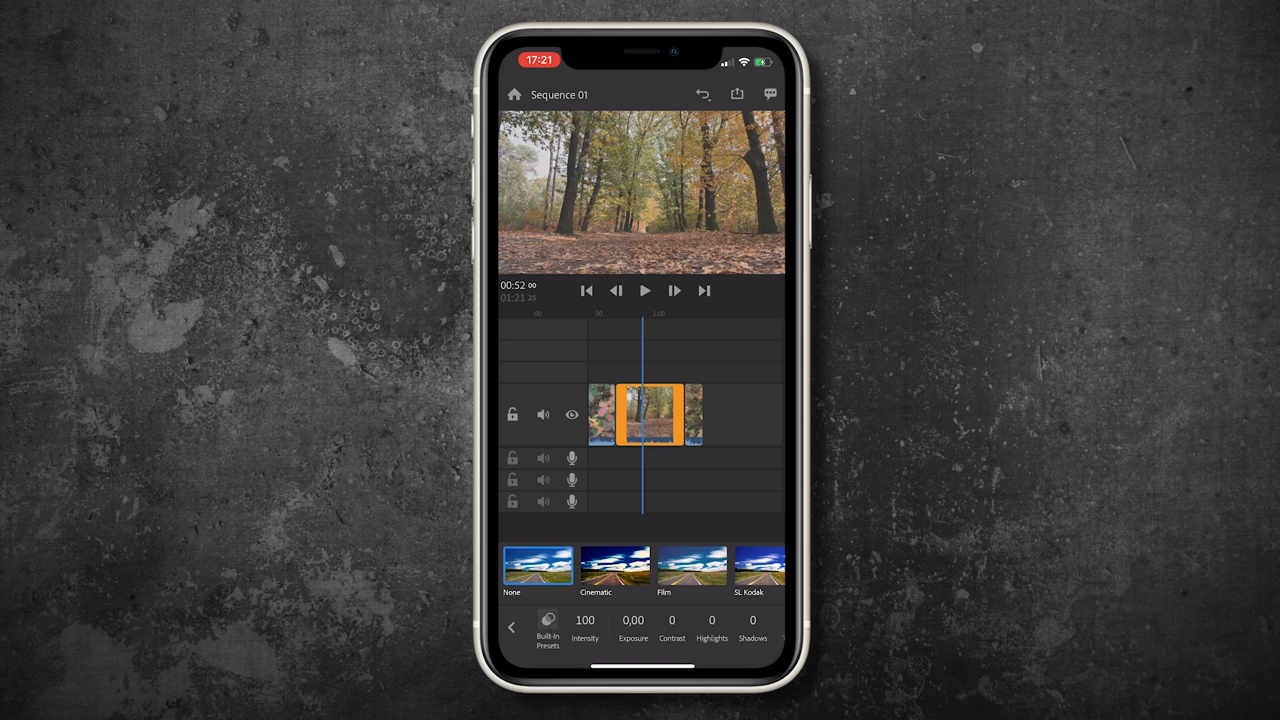 17:21
Sequence 01
00:52 00
01:21 25
:00 :30 1:00
None Cinematic Film SL Kodak
100 0,00 0 0 0
Built-In Presets Intensity Exposure Contrast Highlights Shadows